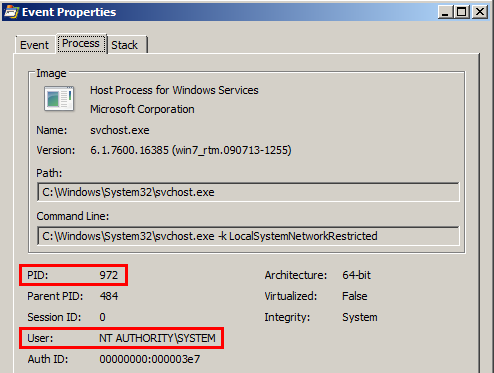 Event Properties
Event Process Stack
Image
Host Process for Windows Services
Microsoft Corporation
Name: svchost.exe
Version: 6.1.7600.16385 (win7_rtm.090713-1255)
Path:
C:\Windows\System32\svchost.exe
Command Line:
C:\Windows\System32\svchost.exe -k LocalSystemNetworkRestricted
PID: 972 Architecture: 64-bit
Parent PID: 484 Virtualized: False
Session ID: 0 Integrity: System
User: NT AUTHORITY\SYSTEM
Auth ID: 00000000:000003e7